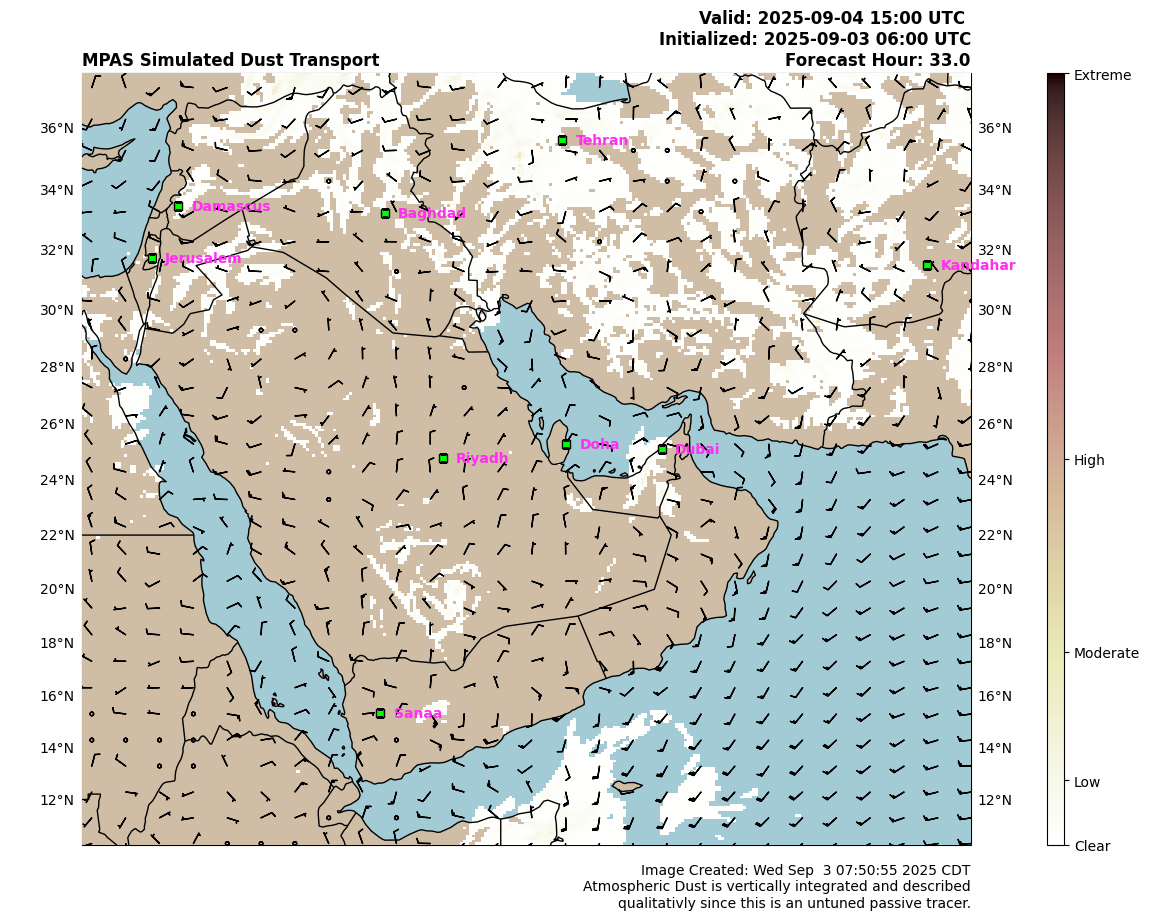 Valid: 2025-09-04 15:00 UTC
Initialized: 2025-09-03 06:00 UTC
MPAS Simulated Dust Transport
Forecast Hour: 33.0
Extreme
High
Moderate
Low
Clear
36°N
34°N
32°N
30°N
28°N
26°N
24°N
22°N
20°N
18°N
16°N
14°N
12°N
36°N
34°N
32°N
30°N
28°N
26°N
24°N
22°N
20°N
18°N
16°N
14°N
12°N
Tehran
Damascus
Baghdad
Jerusalem
Kandahar
Doha
Dubai
Riyadh
Sanaa
Image Created: Wed Sep  3 07:50:55 2025 CDT
Atmospheric Dust is vertically integrated and described
qualitativly since this is an untuned passive tracer.